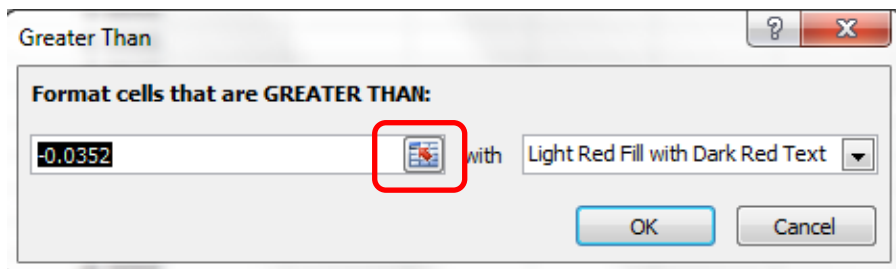 Greater Than
?
X
Format cells that are GREATER THAN:
-0.0352 with Light Red Fill with Dark Red Text
OK Cancel